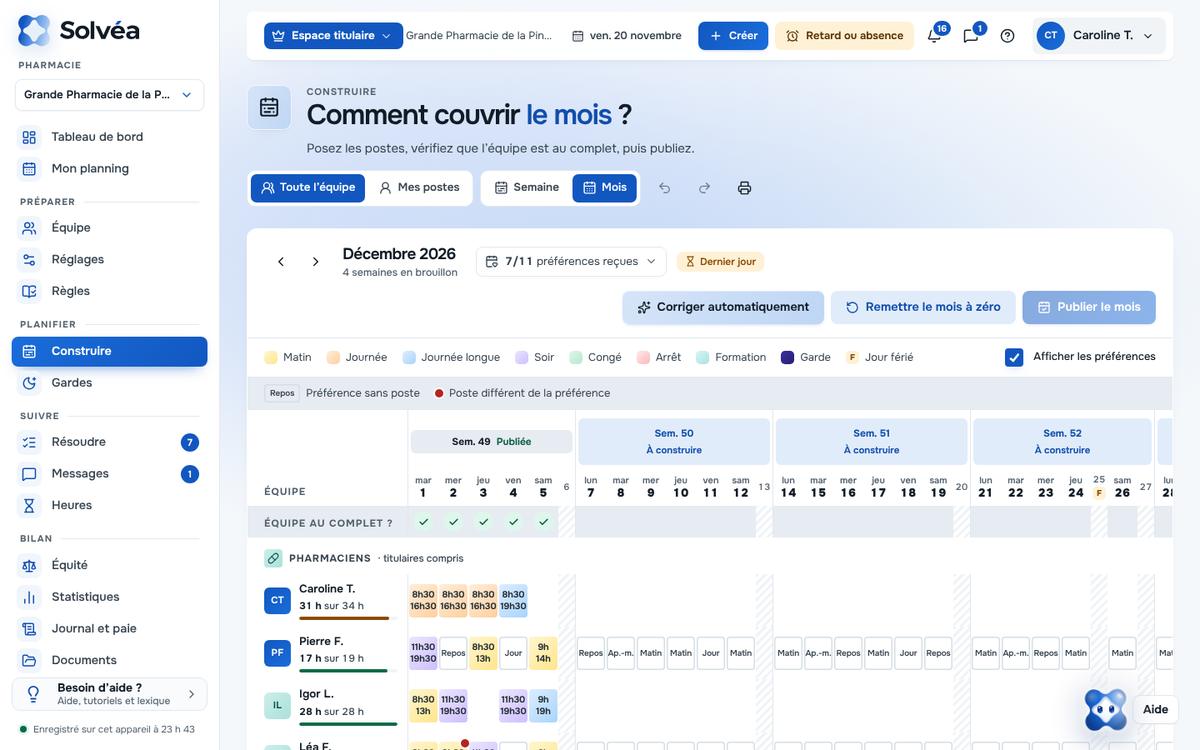 Solvéa
PHARMACIE
Grande Pharmacie de la P...
Tableau de bord
Mon planning
PRÉPARER
Équipe
Réglages
Règles
PLANIFIER
Construire
Gardes
SUIVRE
Résoudre 7
Messages 1
Heures
BILAN
Équité
Statistiques
Journal et paie
Documents
Besoin d'aide ?
Aide, tutoriels et lexique
Enregistré sur cet appareil à 23 h 43
Espace titulaire Grande Pharmacie de la Pin... ven. 20 novembre Créer Retard ou absence 16 1 CT Caroline T.
CONSTRUIRE
Comment couvrir le mois ?
Posez les postes, vérifiez que l'équipe est au complet, puis publiez.
Toute l'équipe Mes postes Semaine Mois
Décembre 2026
4 semaines en brouillon
7/11 préférences reçues
Dernier jour
Corriger automatiquement Remettre le mois à zéro Publier le mois
Matin Journée Journée longue Soir Congé Arrêt Formation Garde F Jour férié Afficher les préférences
Repos Préférence sans poste Poste différent de la préférence
Sem. 49 Publiée
Sem. 50
À construire
Sem. 51
À construire
Sem. 52
À construire
mar mer jeu ven sam lun mar mer jeu ven sam lun mar mer jeu ven sam lun mar mer jeu sam
ÉQUIPE 1 2 3 4 5 6 7 8 9 10 11 12 13 14 15 16 17 18 19 20 21 22 23 24 25 F 26 27
ÉQUIPE AU COMPLET ?
PHARMACIENS · titulaires compris
CT Caroline T.
31 h sur 34 h
8h30 8h30 8h30 8h30
16h30 16h30 16h30 19h30
PF Pierre F.
17 h sur 19 h
11h30 Repos 8h30 Jour 9h
19h30 13h 14h
Repos Ap.-m. Matin Matin Jour Matin Matin Ap.-m. Repos Matin Jour Repos Matin Ap.-m. Repos Matin Matin
IL Igor L.
28 h sur 28 h
8h30 11h30 11h30 9h
13h 19h30 19h30 19h
Léa F.
Aide